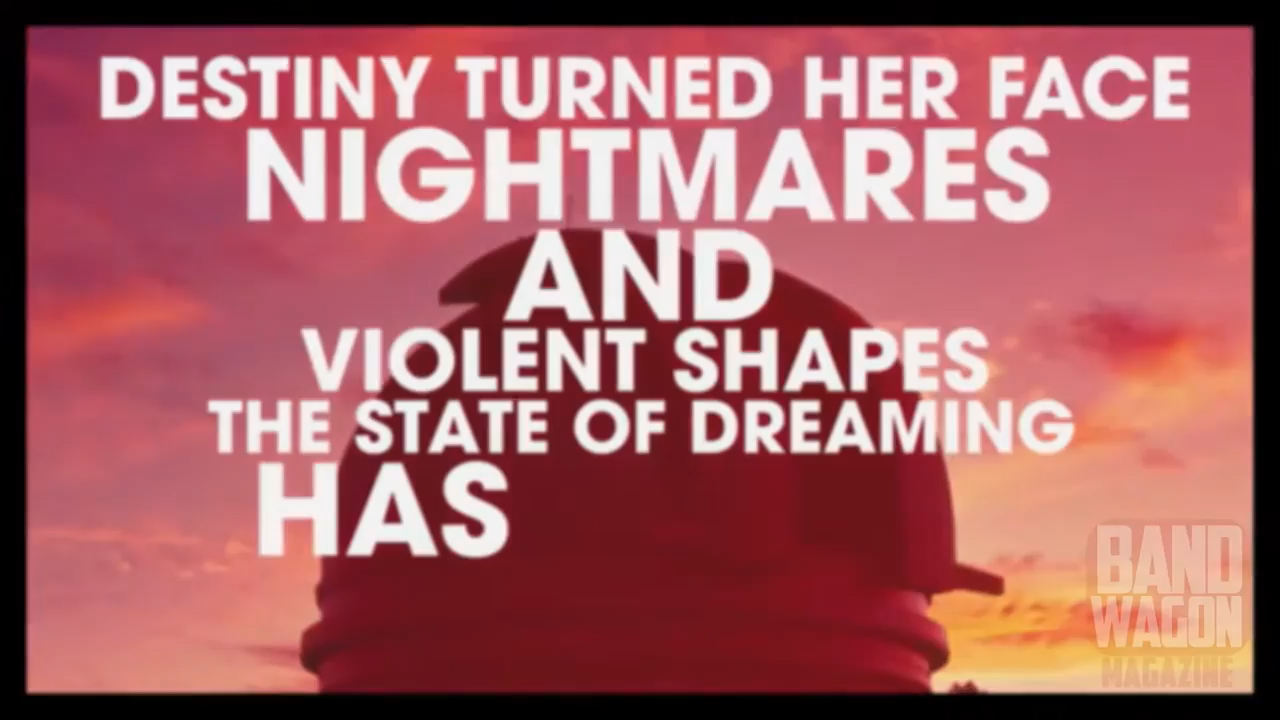 DESTINY TURNED HER FACE
NIGHTMARES
AND
VIOLENT SHAPES
THE STATE OF DREAMING
HAS
BAND
WAGON
MAGAZINE